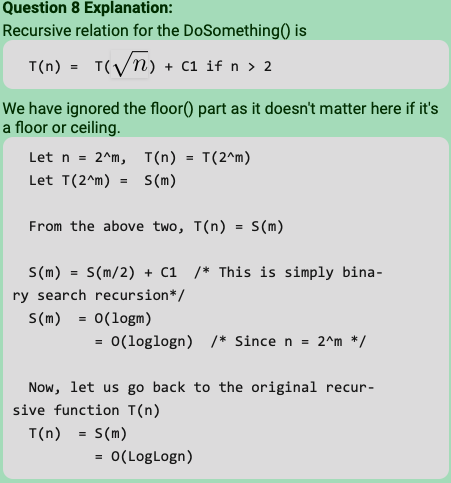 Question 8 Explanation:
Recursive relation for the DoSomething() is
T(n) = T(√n) + C1 if n > 2
We have ignored the floor() part as it doesn't matter here if it's
a floor or ceiling.
Let n = 2^m, T(n) = T(2^m)
Let T(2^m) = S(m)
From the above two, T(n) = S(m)
S(m) = S(m/2) + C1 /* This is simply bina-
ry search recursion*/
S(m) = O(logm)
= O(loglogn) /* Since n = 2^m */
Now, let us go back to the original recur-
sive function T(n)
T(n) = S(m)
= O(LogLogn)